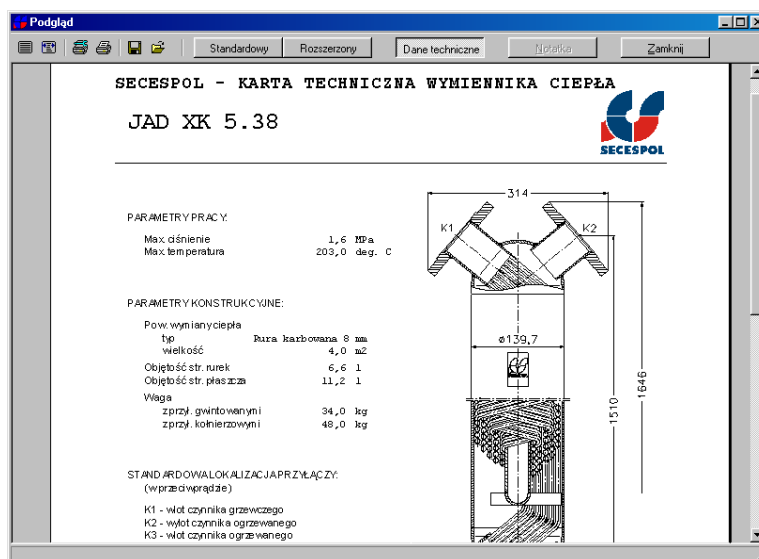 Podgląd
Standardowy Rozszerzony Dane techniczne Notatka Zamknij
SECESPOL - KARTA TECHNICZNA WYMIENNIKA CIEPŁA
JAD XK 5.38
SECESPOL
314
K1 K2
PARAMETRY PRACY:
Max. ciśnienie 1,6 MPa
Max. temperatura 203,0 deg. C
PARAMETRY KONSTRUKCYJNE:
Pow. wymiany ciepła
typ Rura karbowana 8 mm
wielkość 4,0 m2
ø139,7
Objętość str. rurek 6,6 l
Objętość str. płaszcza 11,2 l
Waga
z przył. gwintowanymi 34,0 kg
z przył. kołnierzowymi 48,0 kg
1510
1646
STANDARDOWA LOKALIZACJA PRZYŁĄCZY:
(w przeciwprądzie)
K1 - wlot czynnika grzewczego
K2 - wylot czynnika ogrzewanego
K3 - wlot czynnika ogrzewanego